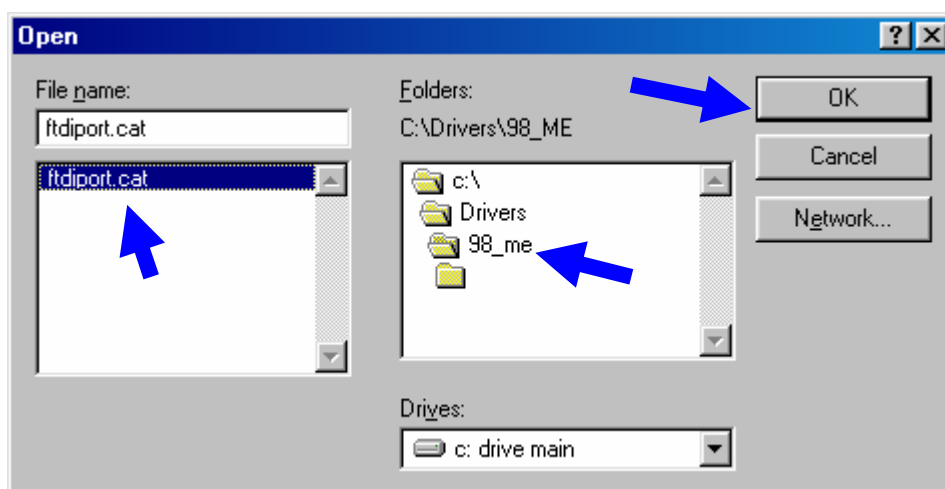 Open
File name:
ftdiport.cat
ftdiport.cat
Folders:
C:\Drivers\98_ME
c:\
Drivers
98_me
Drives:
c: drive main
OK
Cancel
Network...